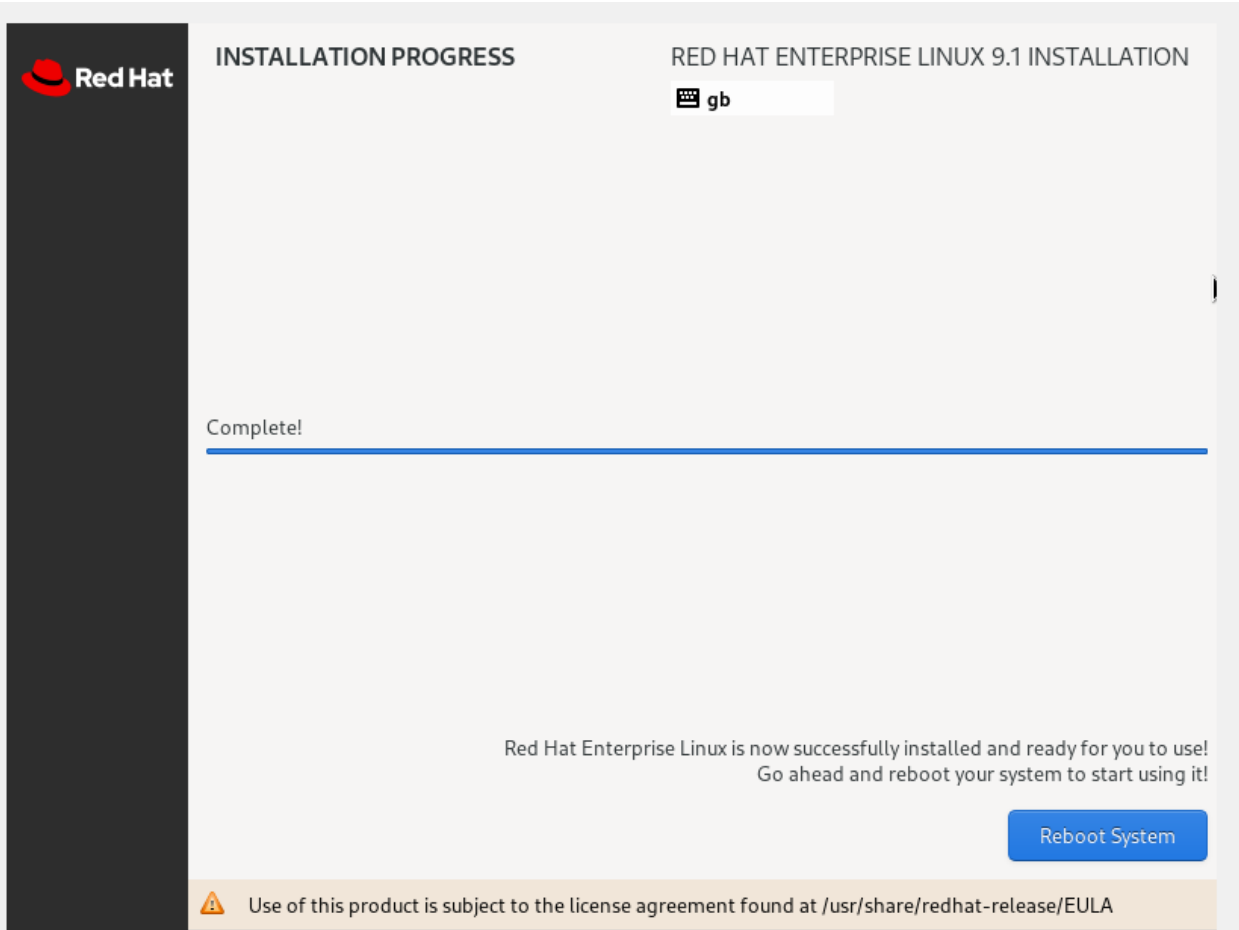 Red Hat
INSTALLATION PROGRESS
RED HAT ENTERPRISE LINUX 9.1 INSTALLATION
gb
Complete!
Red Hat Enterprise Linux is now successfully installed and ready for you to use!
Go ahead and reboot your system to start using it!
Reboot System
Use of this product is subject to the license agreement found at /usr/share/redhat-release/EULA